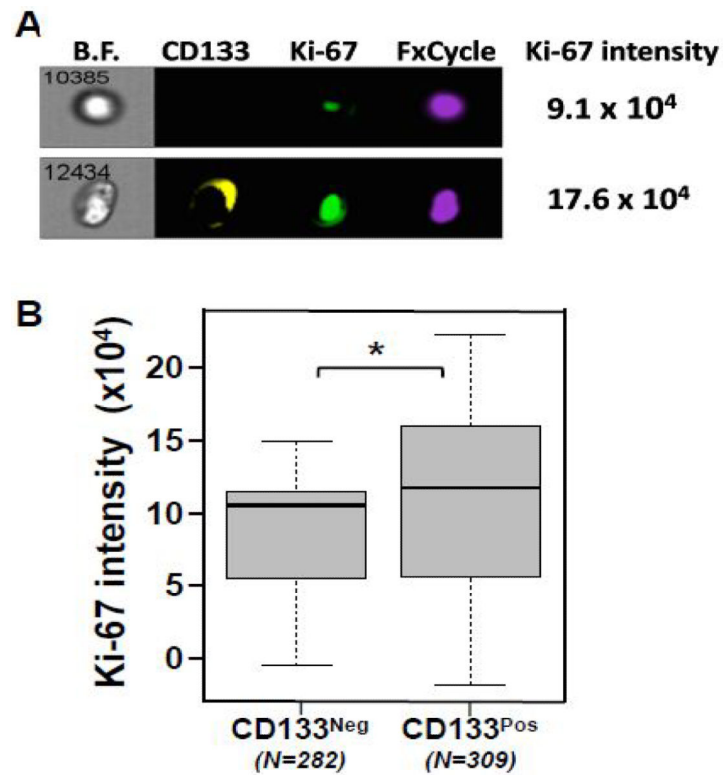 A
B.F. CD133 Ki-67 FxCycle Ki-67 intensity
10385
9.1 x 10⁴
12434
17.6 x 10⁴
B
Ki-67 intensity (x10⁴)
*
20
15
10
5
0
CD133ᴺᵉᵍ CD133ᴾᵒˢ
(N=282) (N=309)